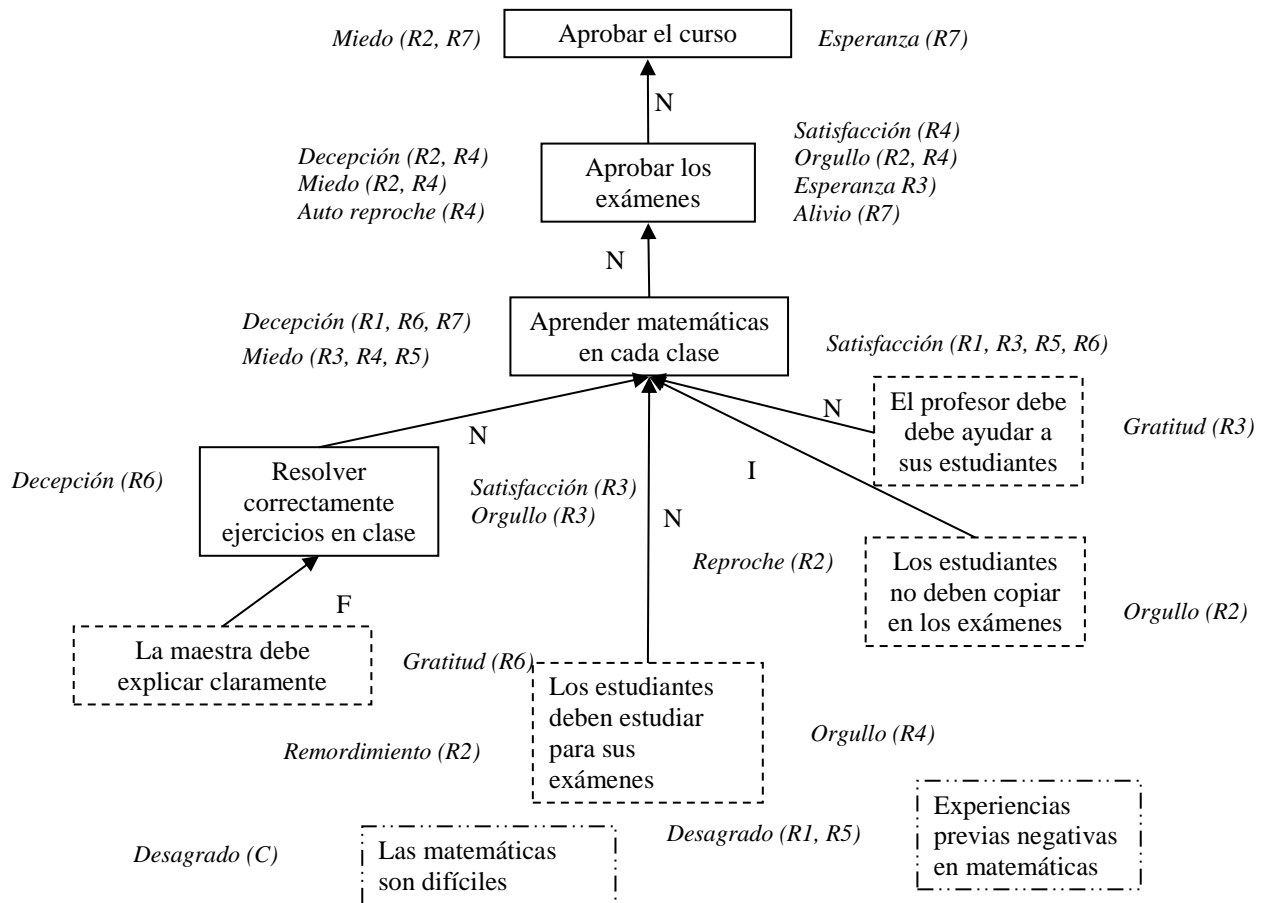 Miedo (R2, R7)
Aprobar el curso
Esperanza (R7)
N
Decepción (R2, R4)
Miedo (R2, R4)
Auto reproche (R4)
Aprobar los
exámenes
Satisfacción (R4)
Orgullo (R2, R4)
Esperanza R3)
Alivio (R7)
N
Decepción (R1, R6, R7)
Miedo (R3, R4, R5)
Aprender matemáticas
en cada clase
Satisfacción (R1, R3, R5, R6)
N
El profesor debe
debe ayudar a
sus estudiantes
Gratitud (R3)
N
Decepción (R6)
Resolver
correctamente
ejercicios en clase
Satisfacción (R3)
Orgullo (R3)
N
I
Reproche (R2)
Los estudiantes
no deben copiar
en los exámenes
Orgullo (R2)
F
La maestra debe
explicar claramente
Gratitud (R6)
Los estudiantes
deben estudiar
para sus
exámenes
Remordimiento (R2)
Orgullo (R4)
Desagrado (C)
Las matemáticas
son difíciles
Desagrado (R1, R5)
Experiencias
previas negativas
en matemáticas